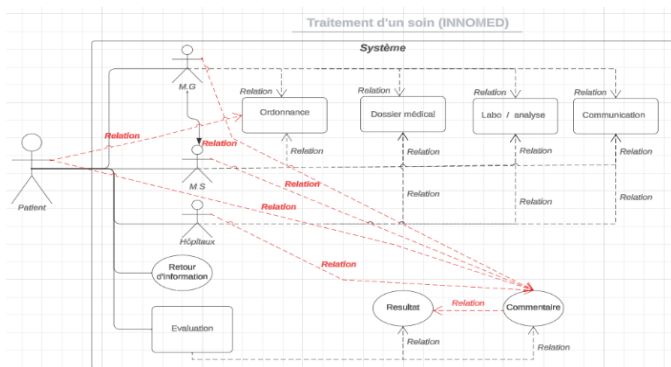 Traitement d'un soin (INNOMED)
Système
M.G
Relation
Relation
Relation
Relation
Ordonnance
Dossier médical
Labo / analyse
Communication
Relation
Relation
Relation
Relation
Relation
Relation
Patient
M S
Relation
Relation
Relation
Relation
Relation
Hôpitaux
Retour
d'information
Relation
Resultat
Relation
Commentaire
Evaluation
Relation
Relation